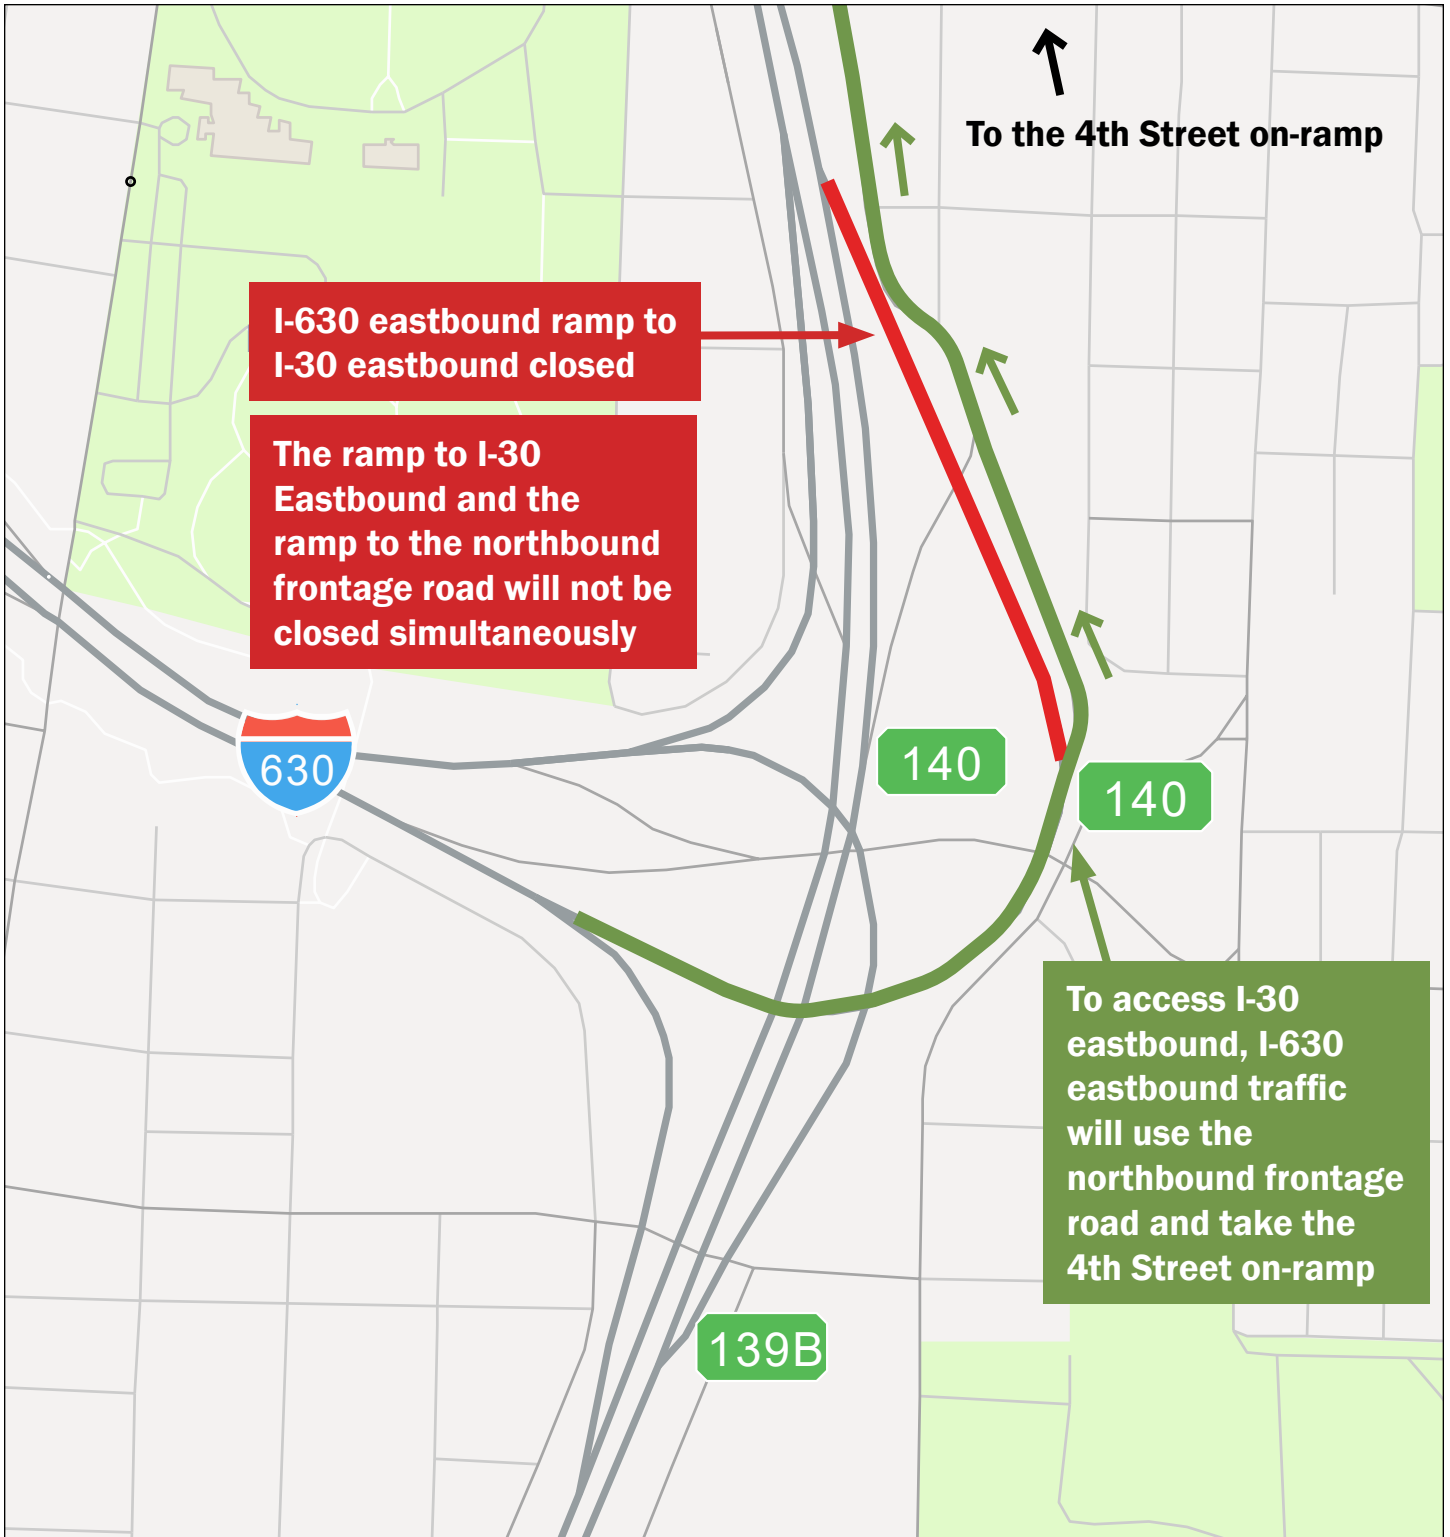 To the 4th Street on-ramp
I-630 eastbound ramp to
I-30 eastbound closed
The ramp to I-30
Eastbound and the
ramp to the northbound
frontage road will not be
closed simultaneously
630
140
140
To access I-30
eastbound, I-630
eastbound traffic
will use the
northbound frontage
road and take the
4th Street on-ramp
139B